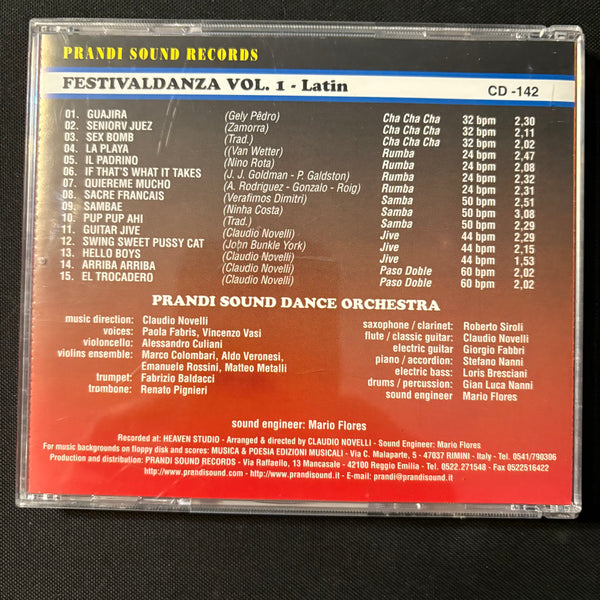 PRANDI SOUND RECORDS
FESTIVALDANZA VOL. 1 - Latin CD -142
01. GUAJIRA (Gely Pêdro) Cha Cha Cha 32 bpm 2,30
02. SENIORV JUEZ (Zamorra) Cha Cha Cha 32 bpm 2,11
03. SEX BOMB (Trad.) Cha Cha Cha 32 bpm 2,02
04. LA PLAYA ((Van Wetter) Rumba 24 bpm 2,47
05. IL PADRINO (Nino Rota) Rumba 24 bpm 2,08
06. IF THAT'S WHAT IT TAKES (J. J. Goldman - P. Galdston) Rumba 24 bpm 2,32
07. QUIEREME MUCHO (A. Rodriguez - Gonzalo - Roig) Rumba 24 bpm 2,31
08. SACRE FRANCAIS (Verafimos Dimitri) Samba 50 bpm 2,51
09. SAMBAE (Ninha Costa) Samba 50 bpm 3,08
10. PUP PUP AHI (Trad.) Samba 50 bpm 2,29
11. GUITAR JIVE (Claudio Novelli) Jive 44 bpm 2,29
12. SWING SWEET PUSSY CAT (John Bunkle York) Jive 44 bpm 2,15
13. HELLO BOYS (Claudio Novelli) Jive 44 bpm 1,53
14. ARRIBA ARRIBA (Claudio Novelli) Paso Doble 60 bpm 2,02
15. EL TROCADERO (Claudio Novelli) Paso Doble 60 bpm 2,02
PRANDI SOUND DANCE ORCHESTRA
music direction: Claudio Novelli
voices: Paola Fabris, Vincenzo Vasi
violoncello: Alessandro Culiani
violins ensemble: Marco Colombari, Aldo Veronesi,
Emanuele Rossini, Matteo Metalli
trumpet: Fabrizio Baldacci
trombone: Renato Pignieri
saxophone / clarinet: Roberto Siroli
flute / classic guitar: Claudio Novelli
electric guitar Giorgio Fabbri
piano / accordion: Stefano Nanni
electric bass: Loris Bresciani
drums / percussion: Gian Luca Nanni
sound engineer Mario Flores
sound engineer: Mario Flores
Recorded at: HEAVEN STUDIO - Arranged & directed by CLAUDIO NOVELLI - Sound Engineer: Mario Flores
For music backgrounds on floppy disk and scores: MUSICA & POESIA EDIZIONI MUSICALI - Via C. Malaparte, 5 - 47037 RIMINI - Italy - Tel. 0541/790306
Production and distribution: PRANDI SOUND RECORDS - Via Raffaello, 13 Mancasale - 42100 Reggio Emilia - Tel. 0522.271548 - Fax 0522516422
http://www.prandisound.com - http://www.prandisound.it - E-mail: prandi@prandisound.it